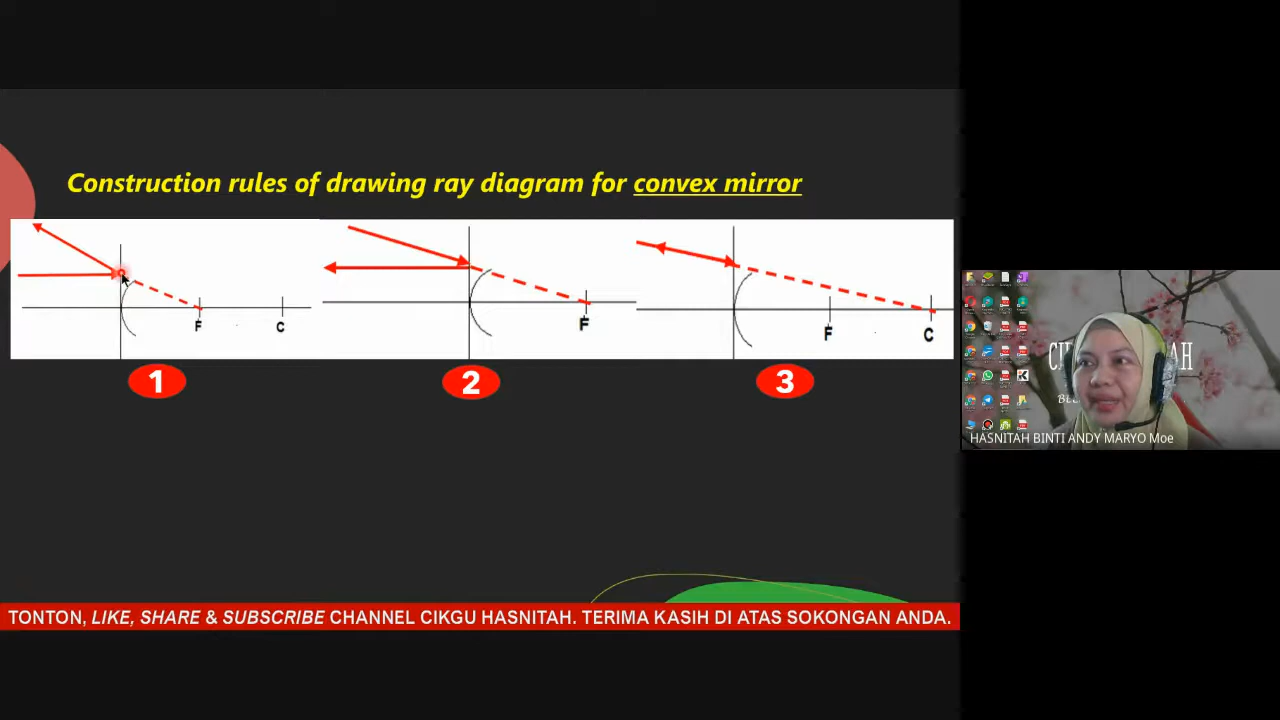 Construction rules of drawing ray diagram for convex mirror
F
C
F
F
C
1
2
3
HASNITAH BINTI ANDY MARYO Moe
TONTON, LIKE, SHARE & SUBSCRIBE CHANNEL CIKGU HASNITAH. TERIMA KASIH DI ATAS SOKONGAN ANDA.